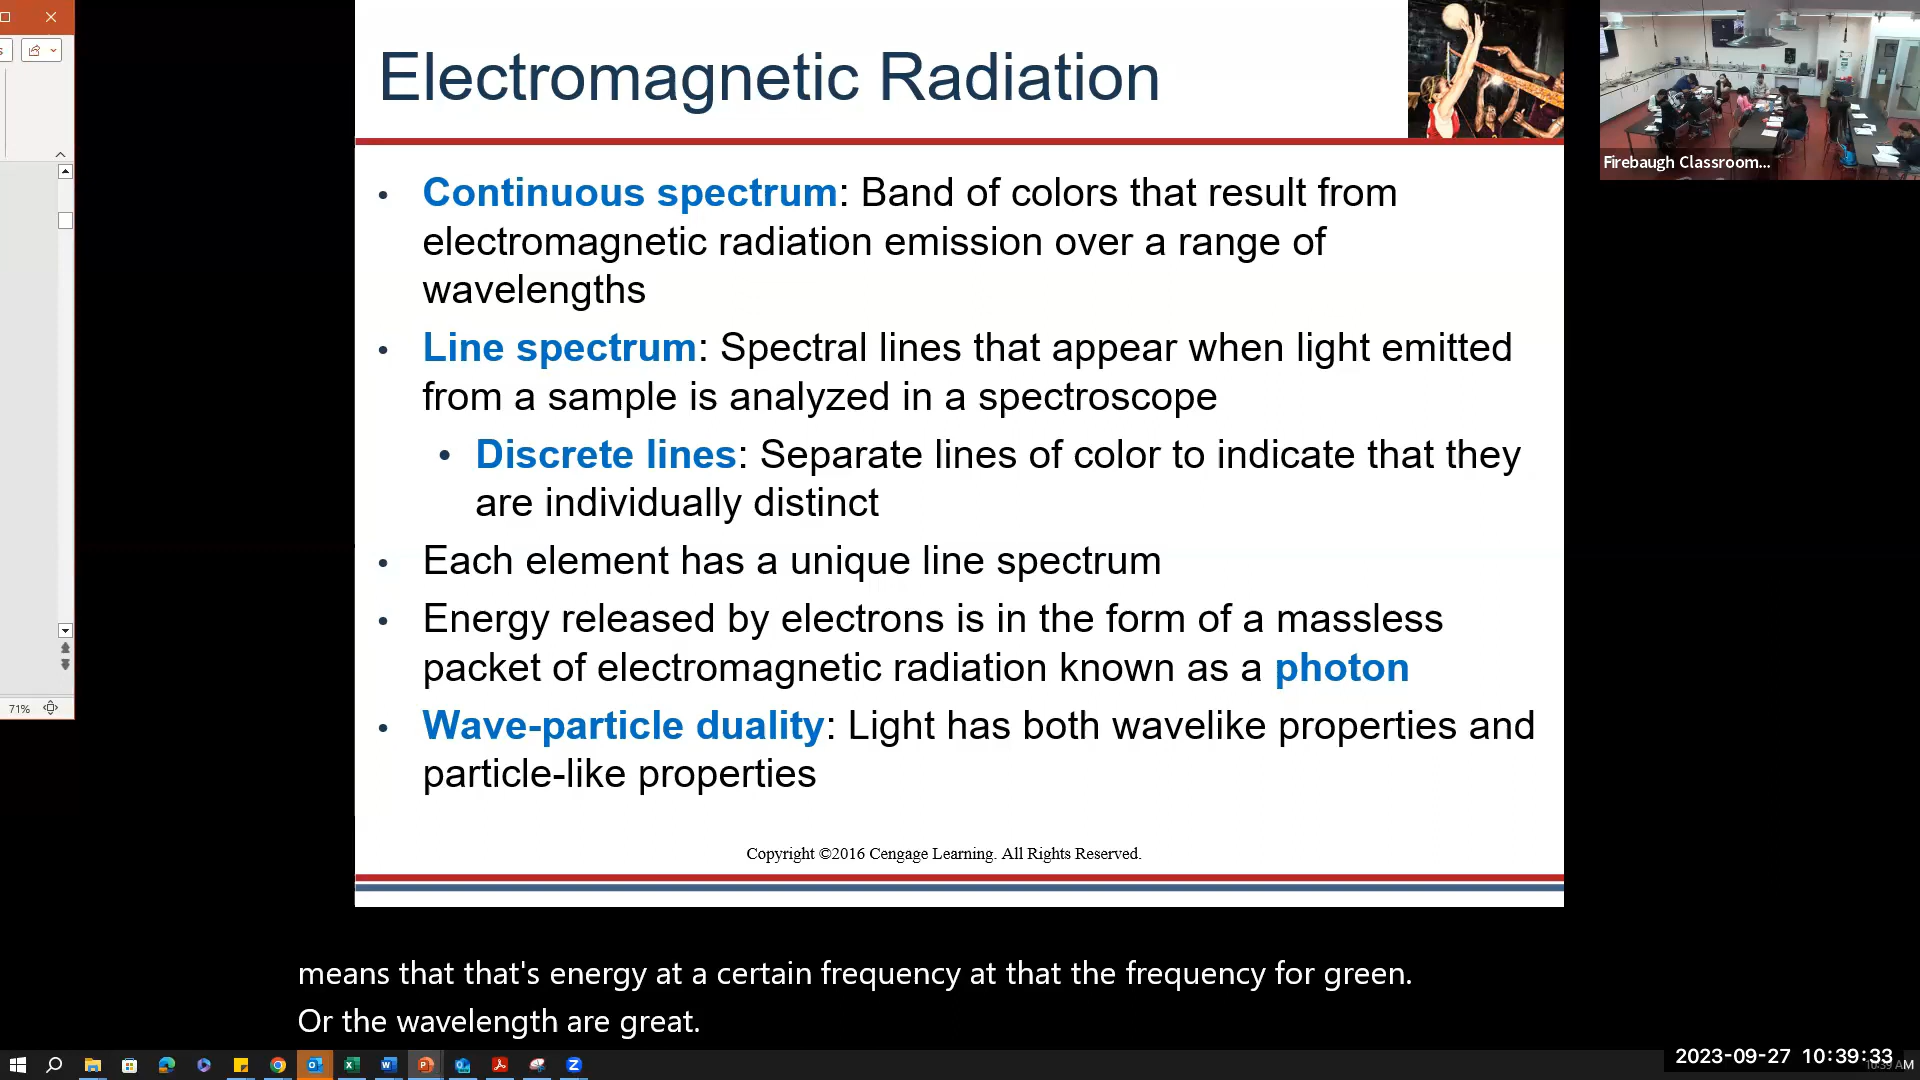 Electromagnetic Radiation
Firebaugh Classroom...
• Continuous spectrum: Band of colors that result from
electromagnetic radiation emission over a range of
wavelengths
• Line spectrum: Spectral lines that appear when light emitted
from a sample is analyzed in a spectroscope
• Discrete lines: Separate lines of color to indicate that they
are individually distinct
• Each element has a unique line spectrum
• Energy released by electrons is in the form of a massless
packet of electromagnetic radiation known as a photon
• Wave-particle duality: Light has both wavelike properties and
particle-like properties
71%
Copyright ©2016 Cengage Learning. All Rights Reserved.
means that that's energy at a certain frequency at that the frequency for green.
Or the wavelength are great.
2023-09-27 10:39:33
10:39 AM